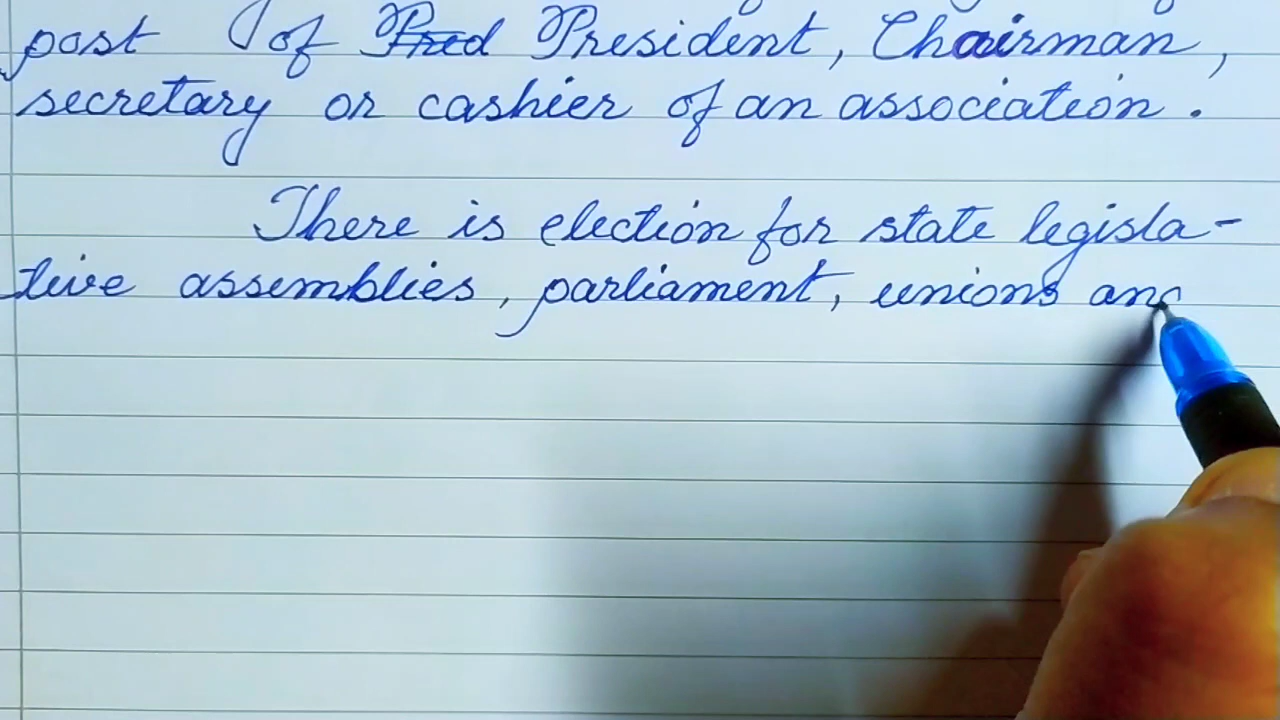 post of Pred President, Chairman,
secretary or cashier of an association.
There is election for state legisla-
tive assemblies, parliament, unions an